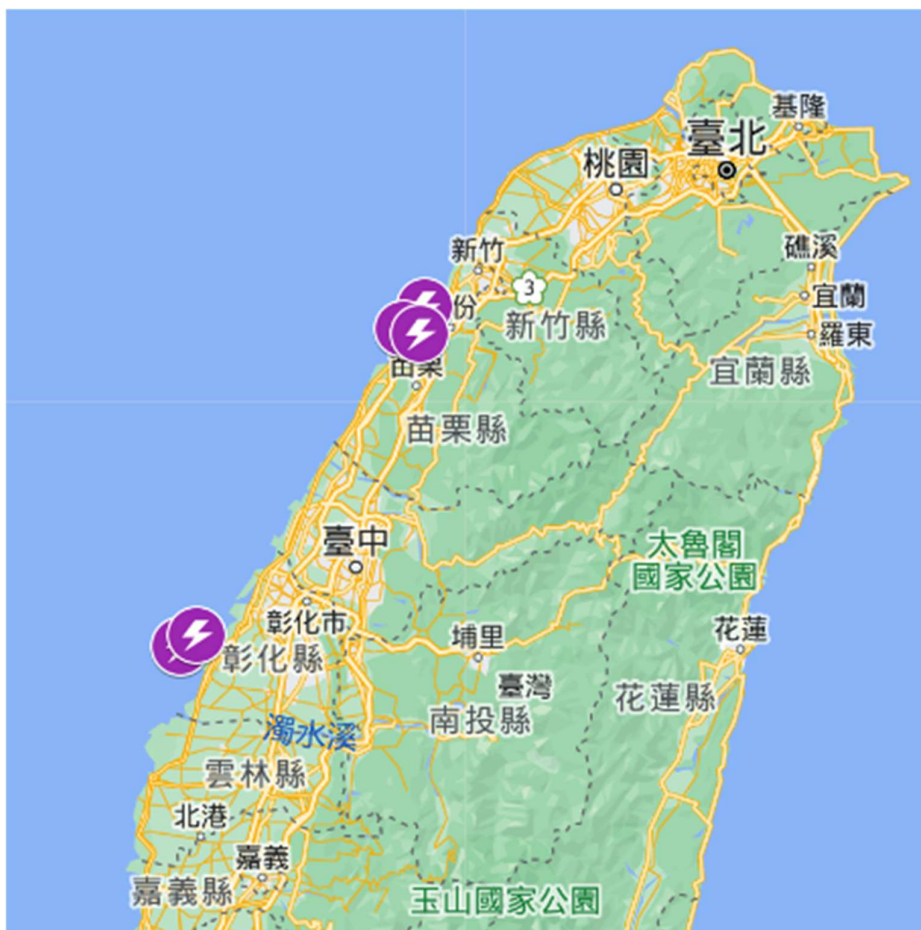 基隆
臺北
桃園
礁溪
新竹
3
宜蘭
份
新竹縣
羅東
苗栗
宜蘭縣
苗栗縣
臺中
太魯閣
國家公園
彰化市
花蓮
埔里
彰化縣
臺灣
花蓮縣
南投縣
濁水溪
雲林縣
北港
嘉義
嘉義縣
玉山國家公園